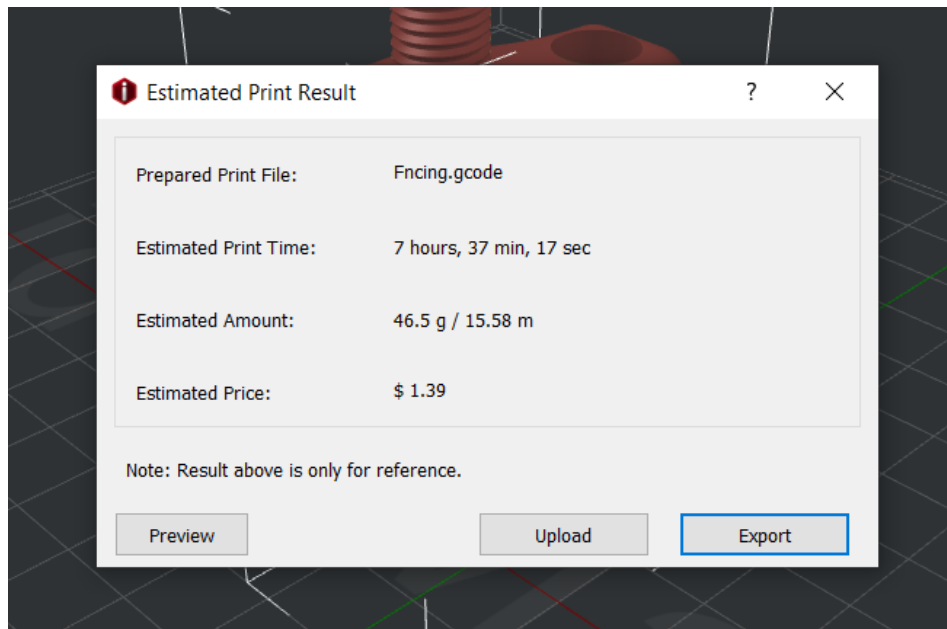 Estimated Print Result
?
Prepared Print File: Fncing.gcode
Estimated Print Time: 7 hours, 37 min, 17 sec
Estimated Amount: 46.5 g / 15.58 m
Estimated Price: $ 1.39
Note: Result above is only for reference.
Preview Upload Export